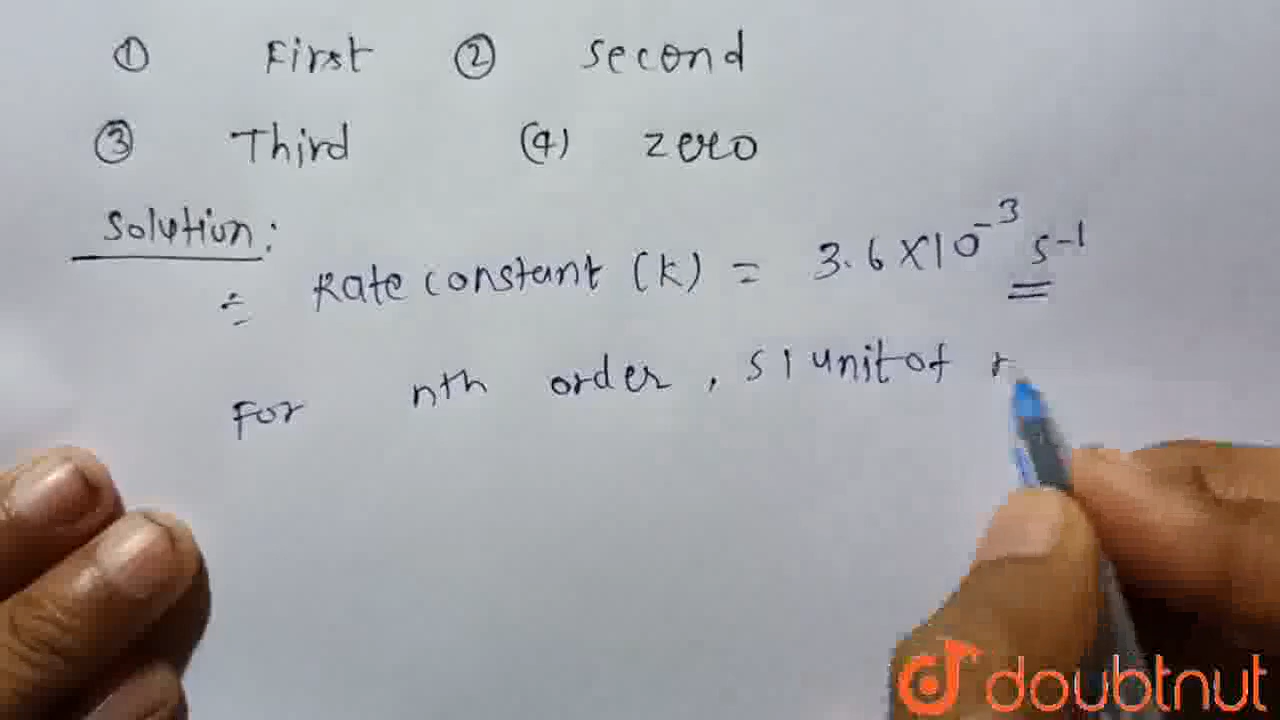 ① First ② second
③ Third (4) zero
Solution:
Rate constant (K) = 3.6 × 10⁻³ s⁻¹
For nth order, SI unit of r
doubtnut